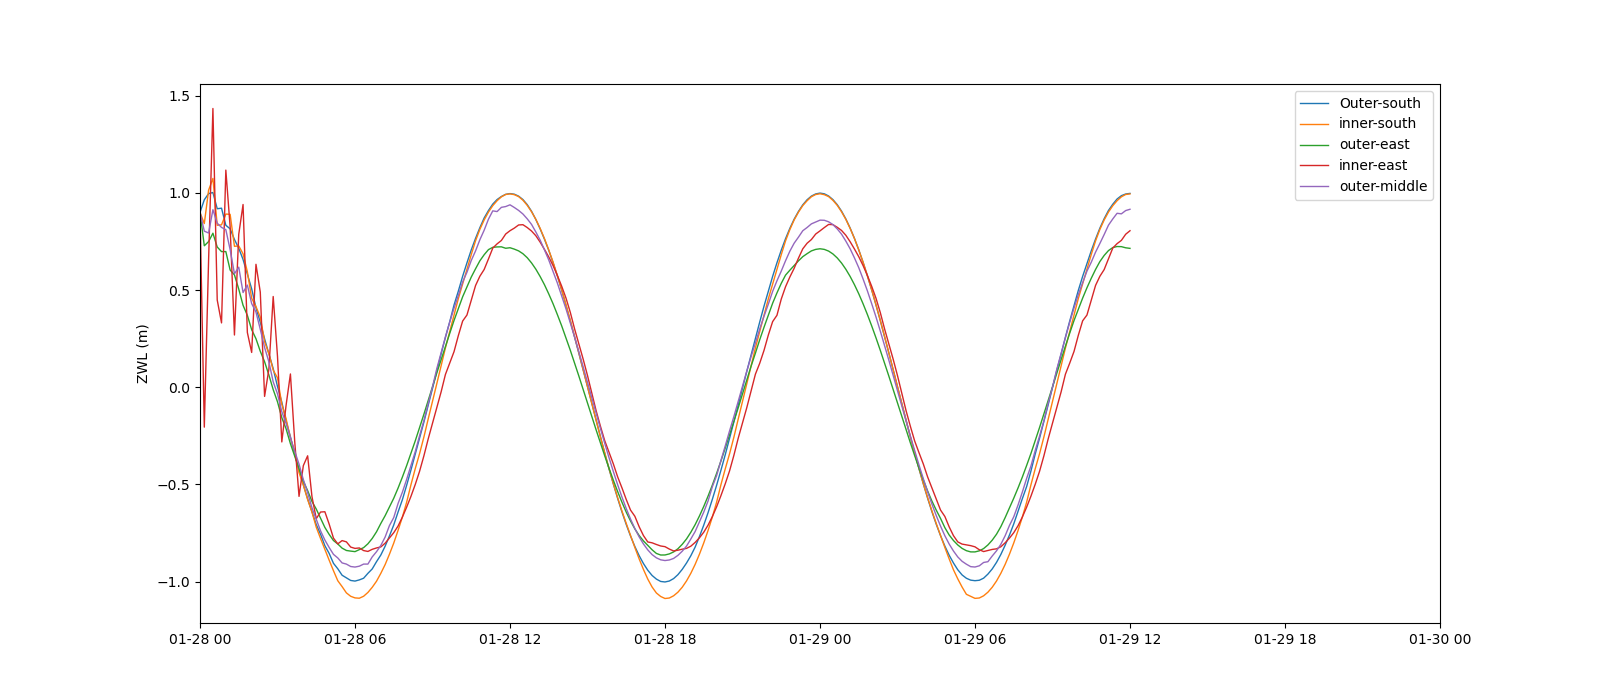 1.5
1.0
0.5
0.0
−0.5
−1.0
ZWL (m)
01-28 00
01-28 06
01-28 12
01-28 18
01-29 00
01-29 06
01-29 12
01-29 18
01-30 00
Outer-south
inner-south
outer-east
inner-east
outer-middle